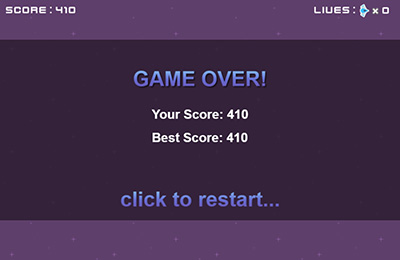 SCORE: 410
LIVES: x 0
GAME OVER!
Your Score: 410
Best Score: 410
click to restart...